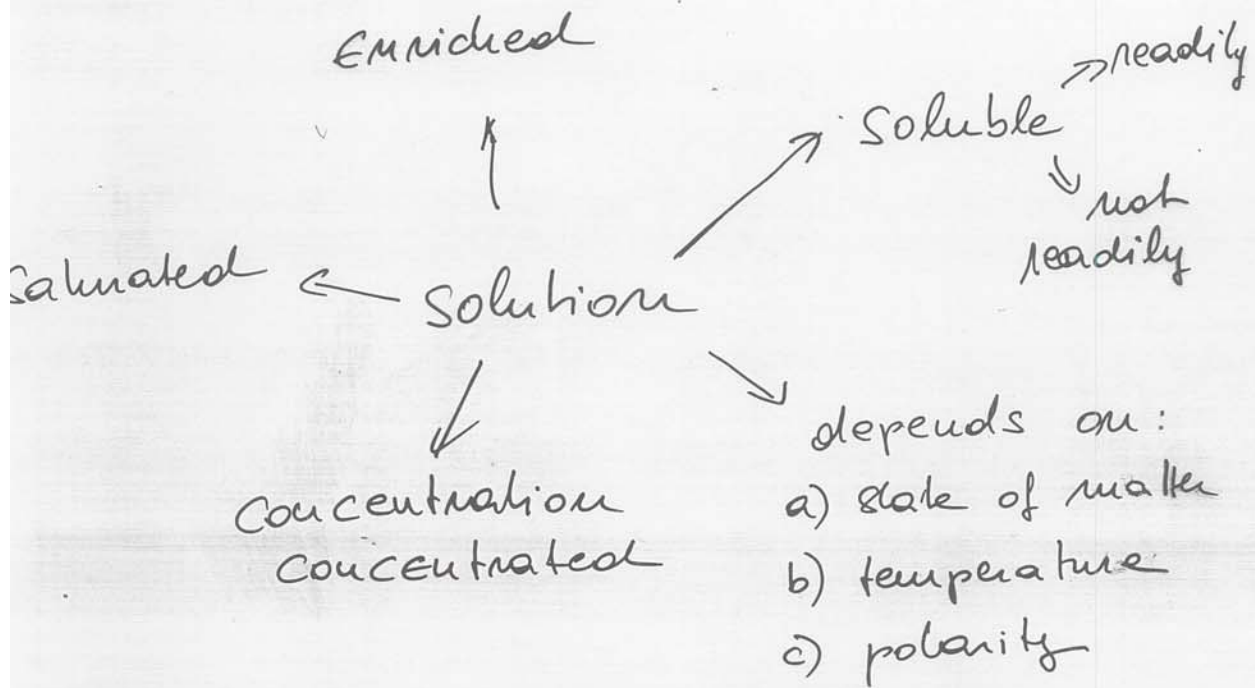 Enriched
Soluble
readily
not
readily
Saturated
Solution
Concentration
Concentrated
depends on:
a) state of matter
b) temperature
c) polarity